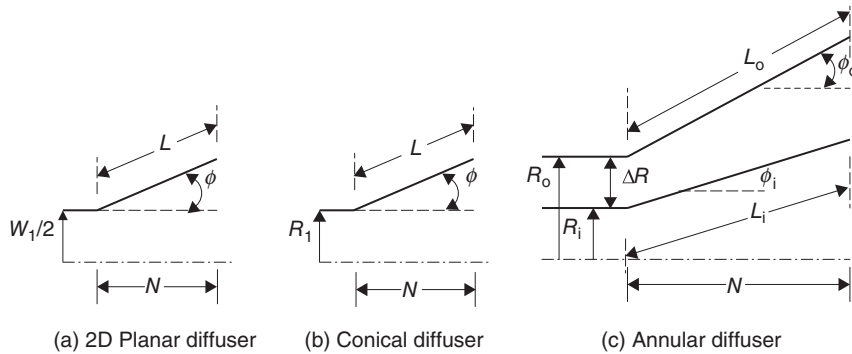 L
ϕ
W1/2
N
(a) 2D Planar diffuser
L
ϕ
R1
N
(b) Conical diffuser
Lo
ϕo
Ro
ΔR
ϕi
Ri
Li
N
(c) Annular diffuser